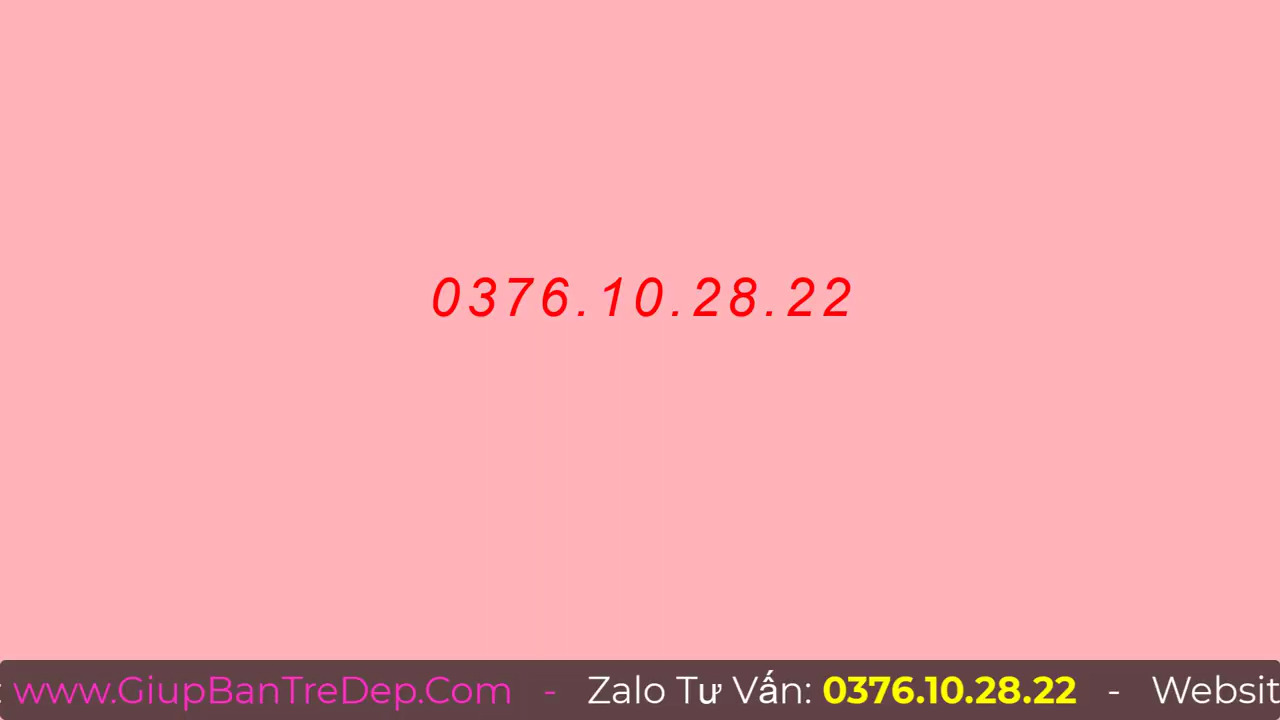 0376.10.28.22
: www.GiupBanTreDep.Com - Zalo Tư Vấn: 0376.10.28.22 - Websit